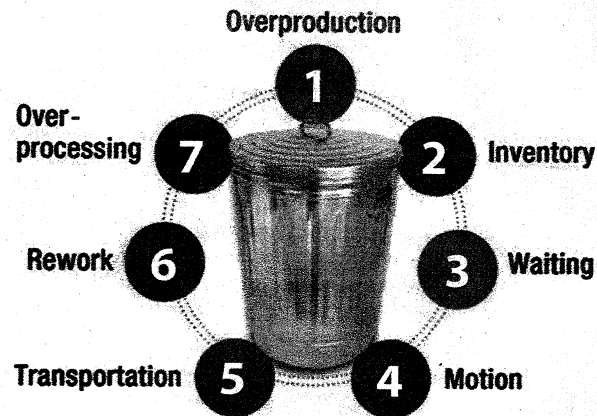 Overproduction
1
Over-
processing
7
2
Inventory
Rework
6
3
Waiting
Transportation
5
4
Motion